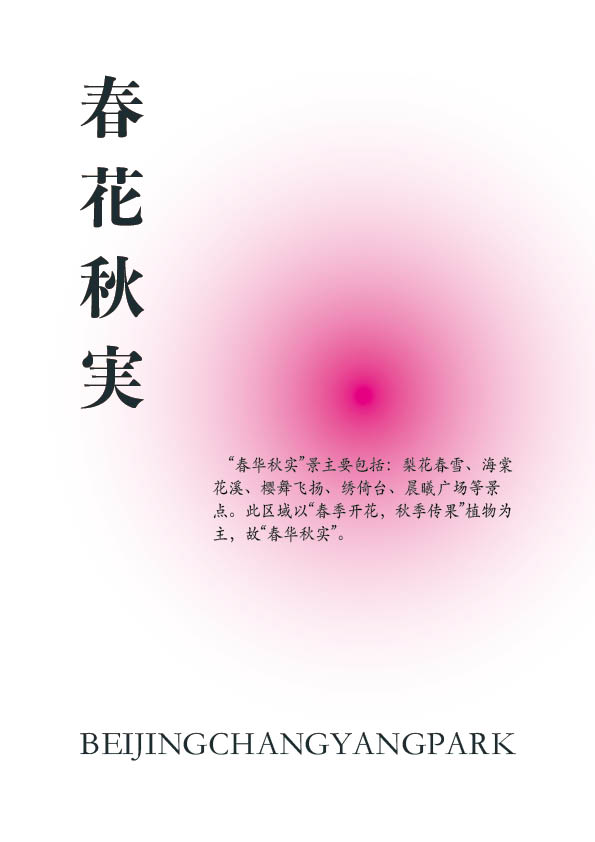 春花秋実
“春华秋实”景主要包括：梨花春雪、海棠
花溪、樱舞飞扬、绣倚台、晨曦广场等景
点。此区域以“春季开花，秋季传果”植物为
主，故“春华秋实”。
BEIJINGCHANGYANGPARK